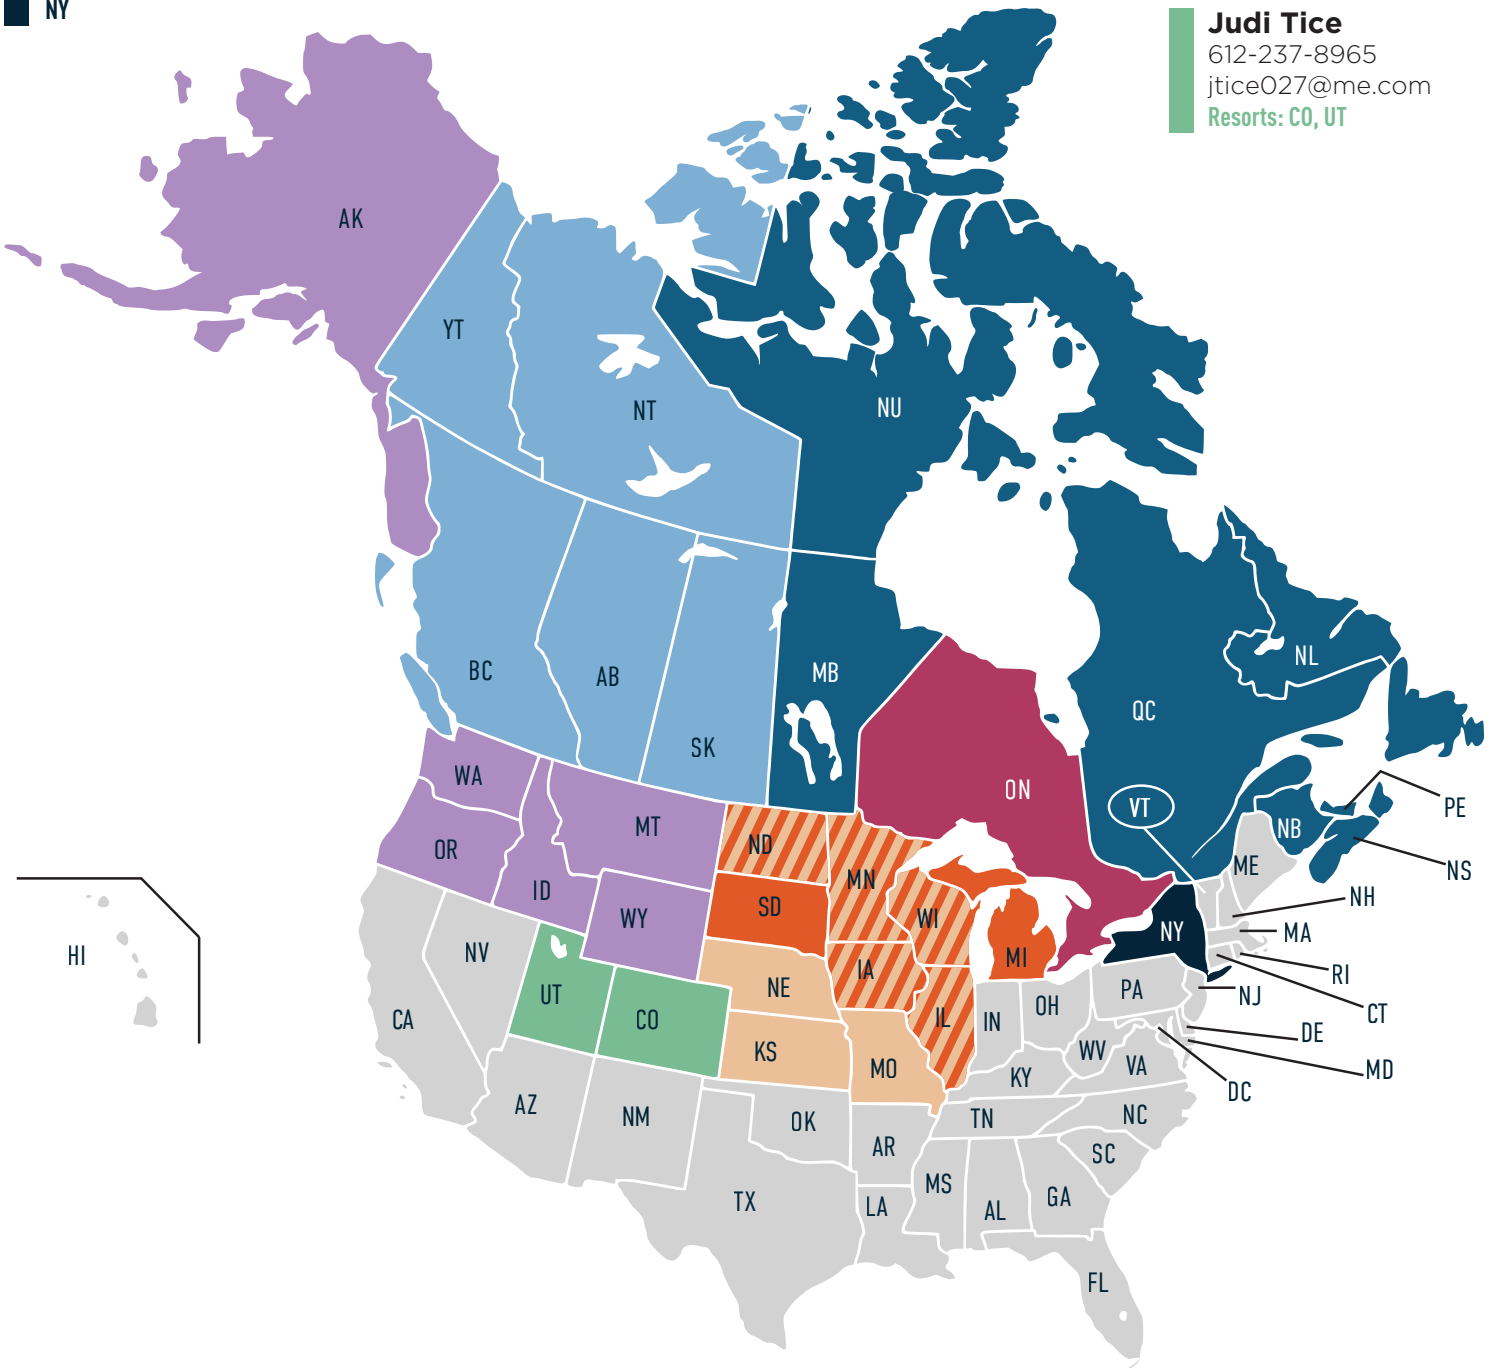 NY
Judi Tice
612-237-8965
jtice027@me.com
Resorts: CO, UT
AK
YT
NT
NU
BC
AB
SK
MB
ON
QC
NL
PE
NB
NS
VT
WA
OR
MT
ID
WY
ND
SD
MN
WI
MI
NE
IA
IL
KS
MO
ME
NH
MA
RI
CT
NY
NJ
DE
MD
DC
PA
OH
IN
WV
VA
KY
NC
TN
SC
HI
CA
NV
UT
CO
AZ
NM
OK
AR
TX
LA
MS
AL
GA
FL